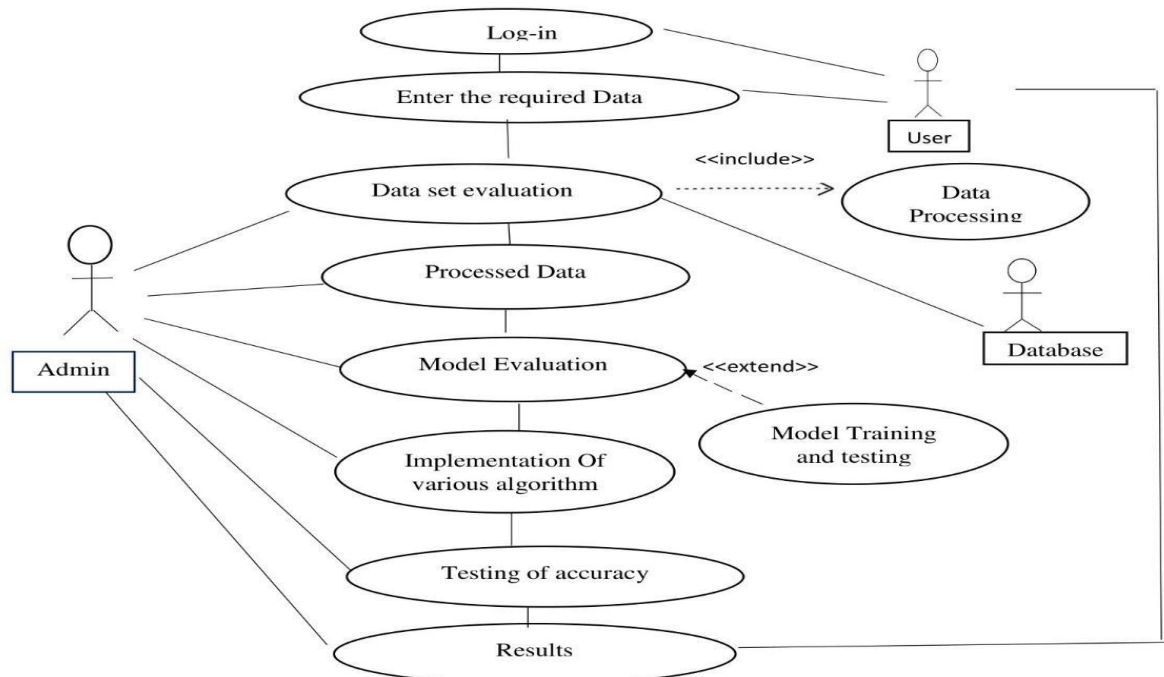 Log-in
Enter the required Data
User
<<include>>
Data set evaluation
Data
Processing
Processed Data
Database
Admin
Model Evaluation
<<extend>>
Model Training
and testing
Implementation Of
various algorithm
Testing of accuracy
Results